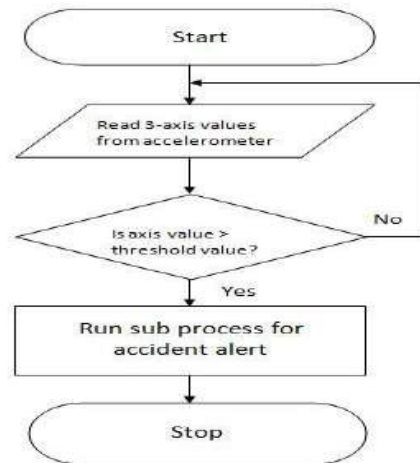 Start
Read 3-axis values
from accelerometer
Is axis value >
threshold value?
No
Yes
Run sub process for
accident alert
Stop